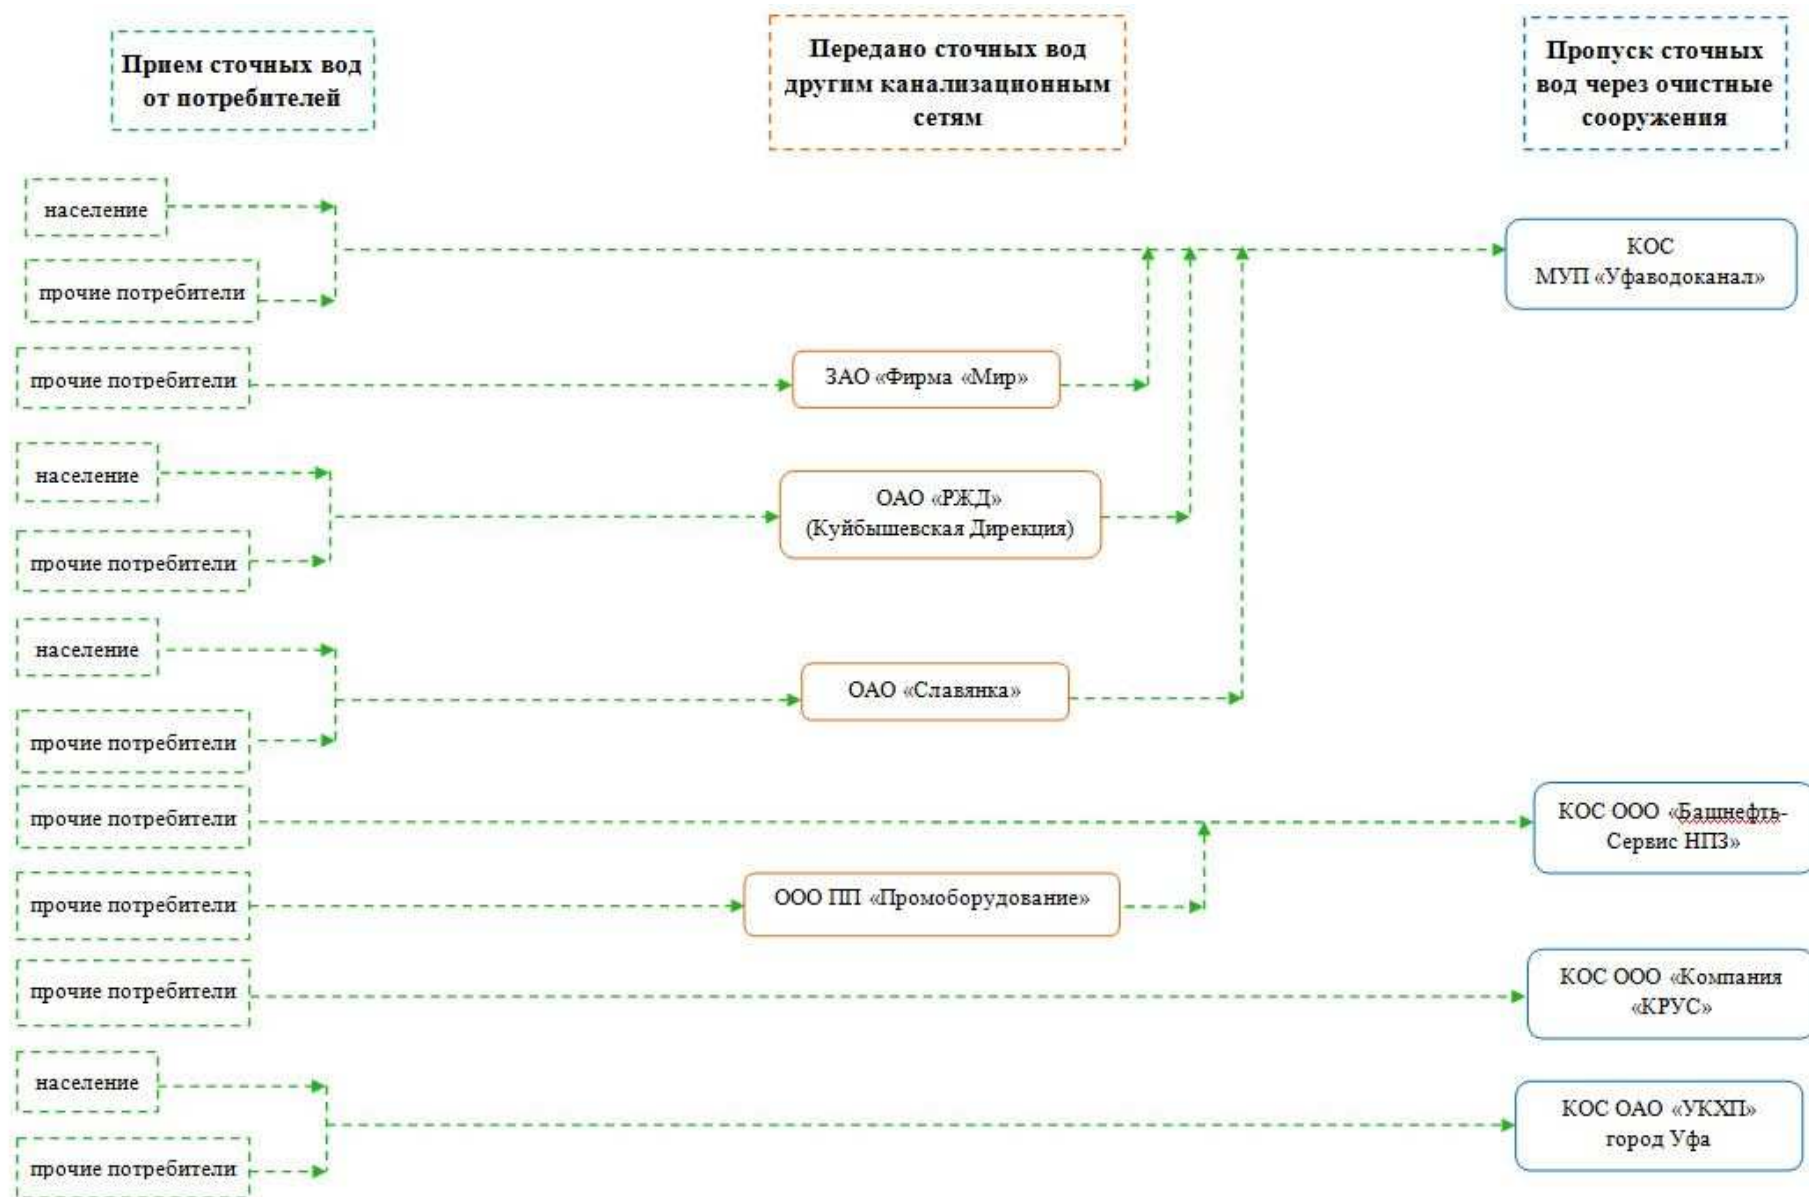 Прием сточных вод
от потребителей
Передано сточных вод
другим канализационным
сетям
Пропуск сточных
вод через очистные
сооружения
население
прочие потребители
КОС
МУП «Уфаводоканал»
прочие потребители
ЗАО «Фирма «Мир»
население
прочие потребители
ОАО «РЖД»
(Куйбышевская Дирекция)
население
прочие потребители
ОАО «Славянка»
прочие потребители
КОС ООО «Башнефть-
Сервис НПЗ»
прочие потребители
ООО ПП «Промоборудование»
прочие потребители
КОС ООО «Компания
«КРУС»
население
прочие потребители
КОС ОАО «УКХП»
город Уфа